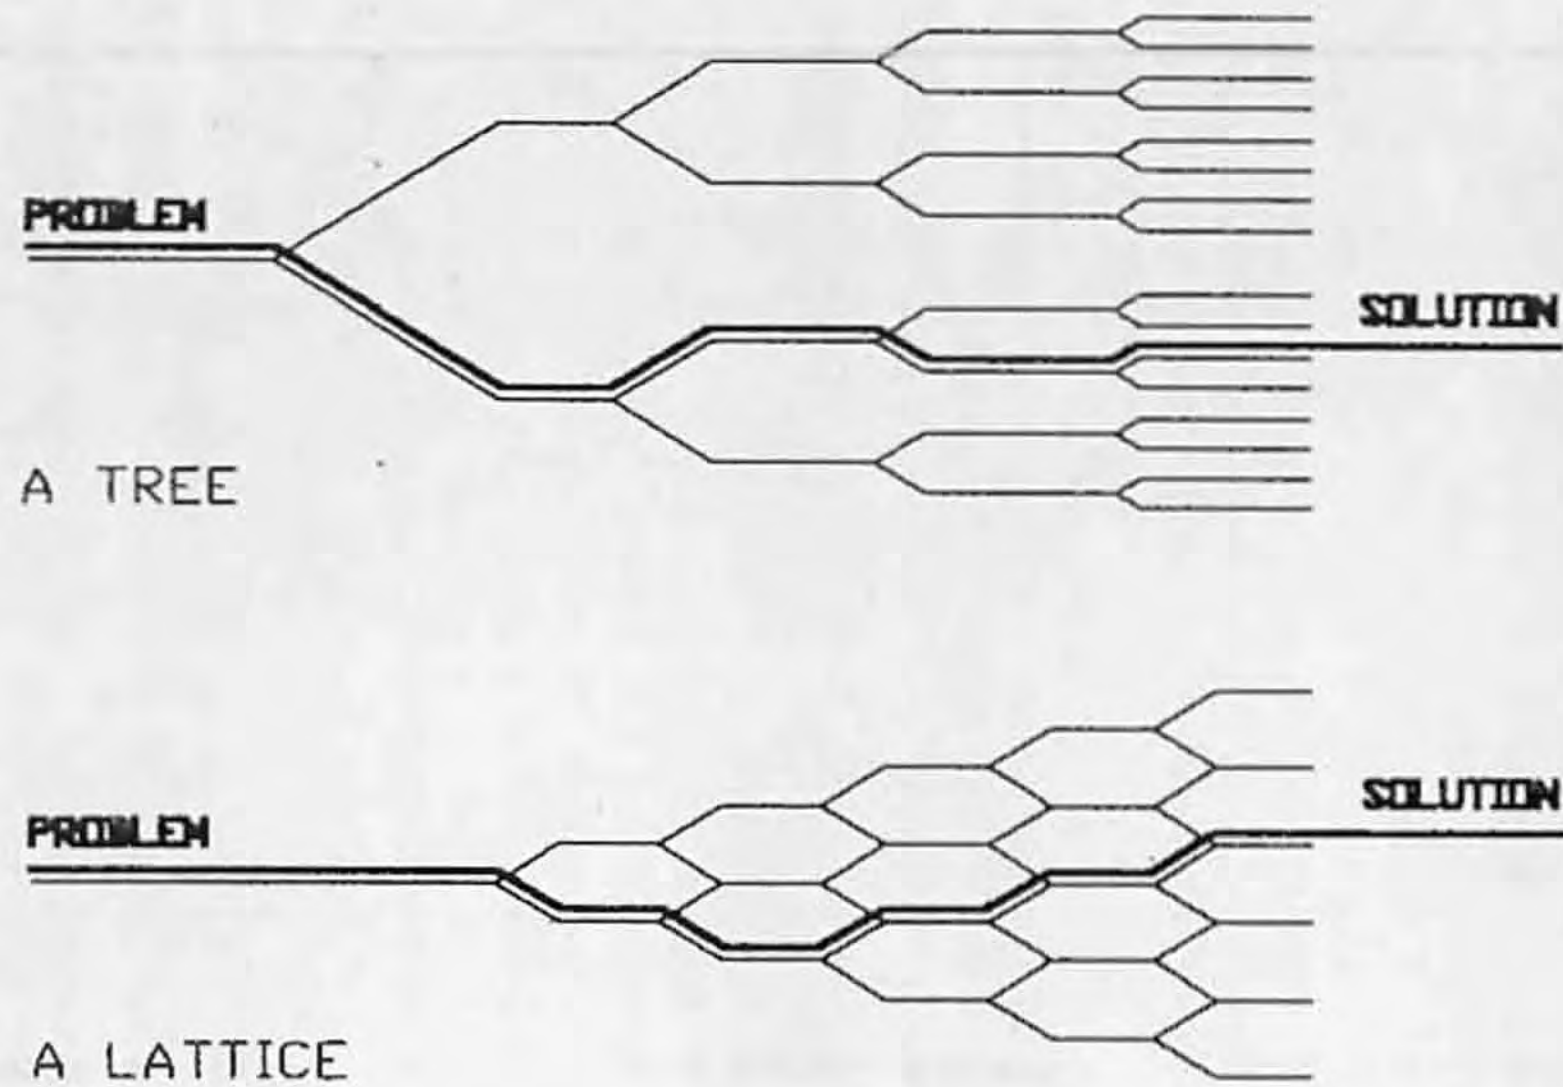 PROBLEM
SOLUTION
A TREE
SOLUTION
PROBLEM
A LATTICE